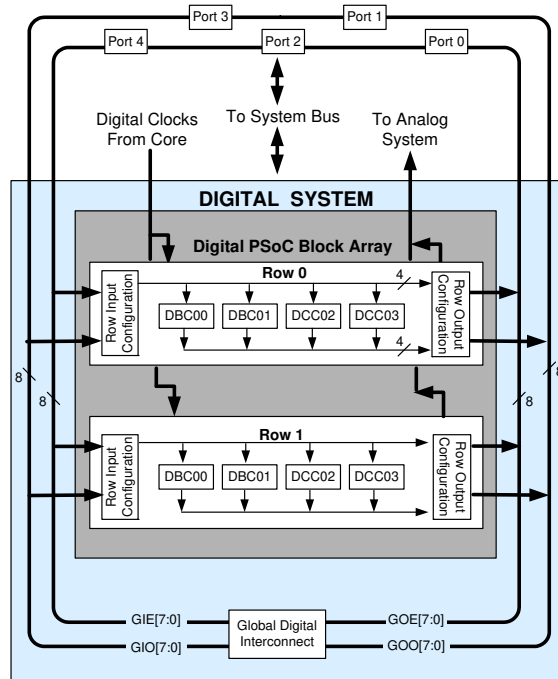 Port 3
Port 1
Port 4
Port 2
Port 0
Digital Clocks
From Core
To System Bus
To Analog
System
DIGITAL SYSTEM
Digital PSoC Block Array
Row 0
4
Row Input
Configuration
DBC00
DBC01
DCC02
DCC03
4
Row Output
Configuration
8
8
8
8
Row 1
Row Input
Configuration
DBC00
DBC01
DCC02
DCC03
Row Output
Configuration
GIE[7:0]
GIO[7:0]
Global Digital
Interconnect
GOE[7:0]
GOO[7:0]